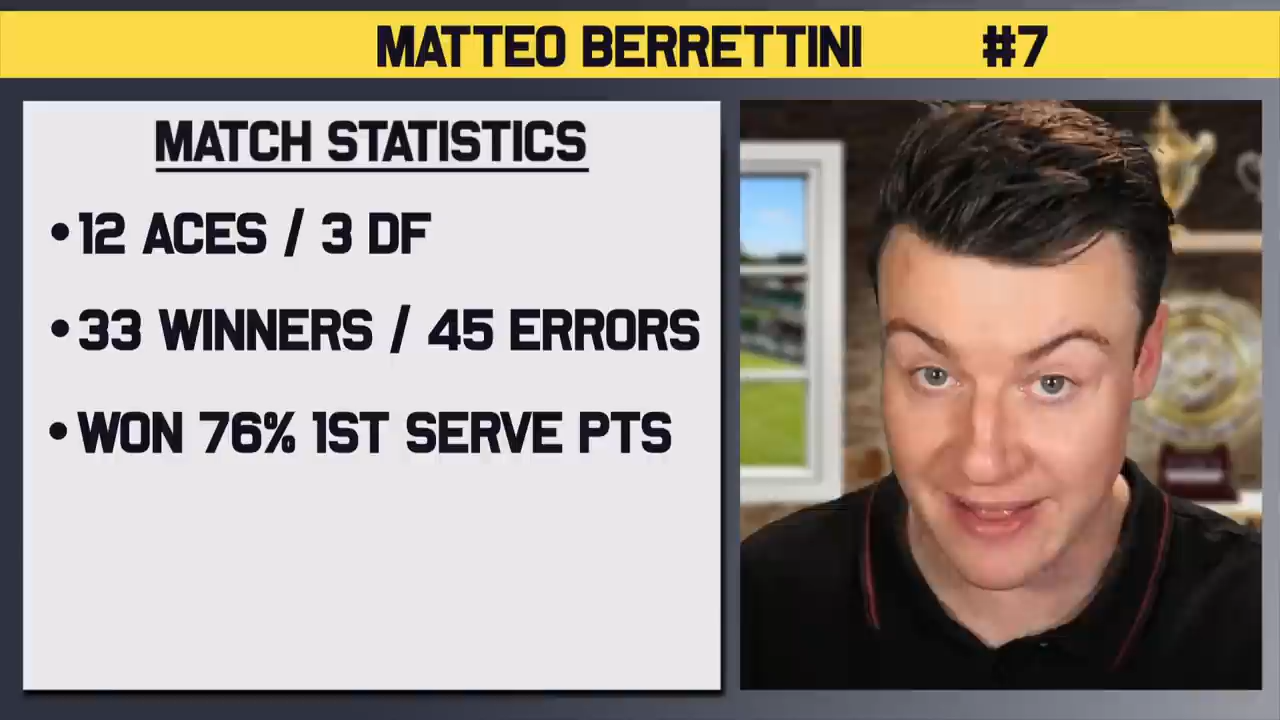 MATTEO BERRETTINI #7
MATCH STATISTICS
• 12 ACES / 3 DF
• 33 WINNERS / 45 ERRORS
• WON 76% 1ST SERVE PTS